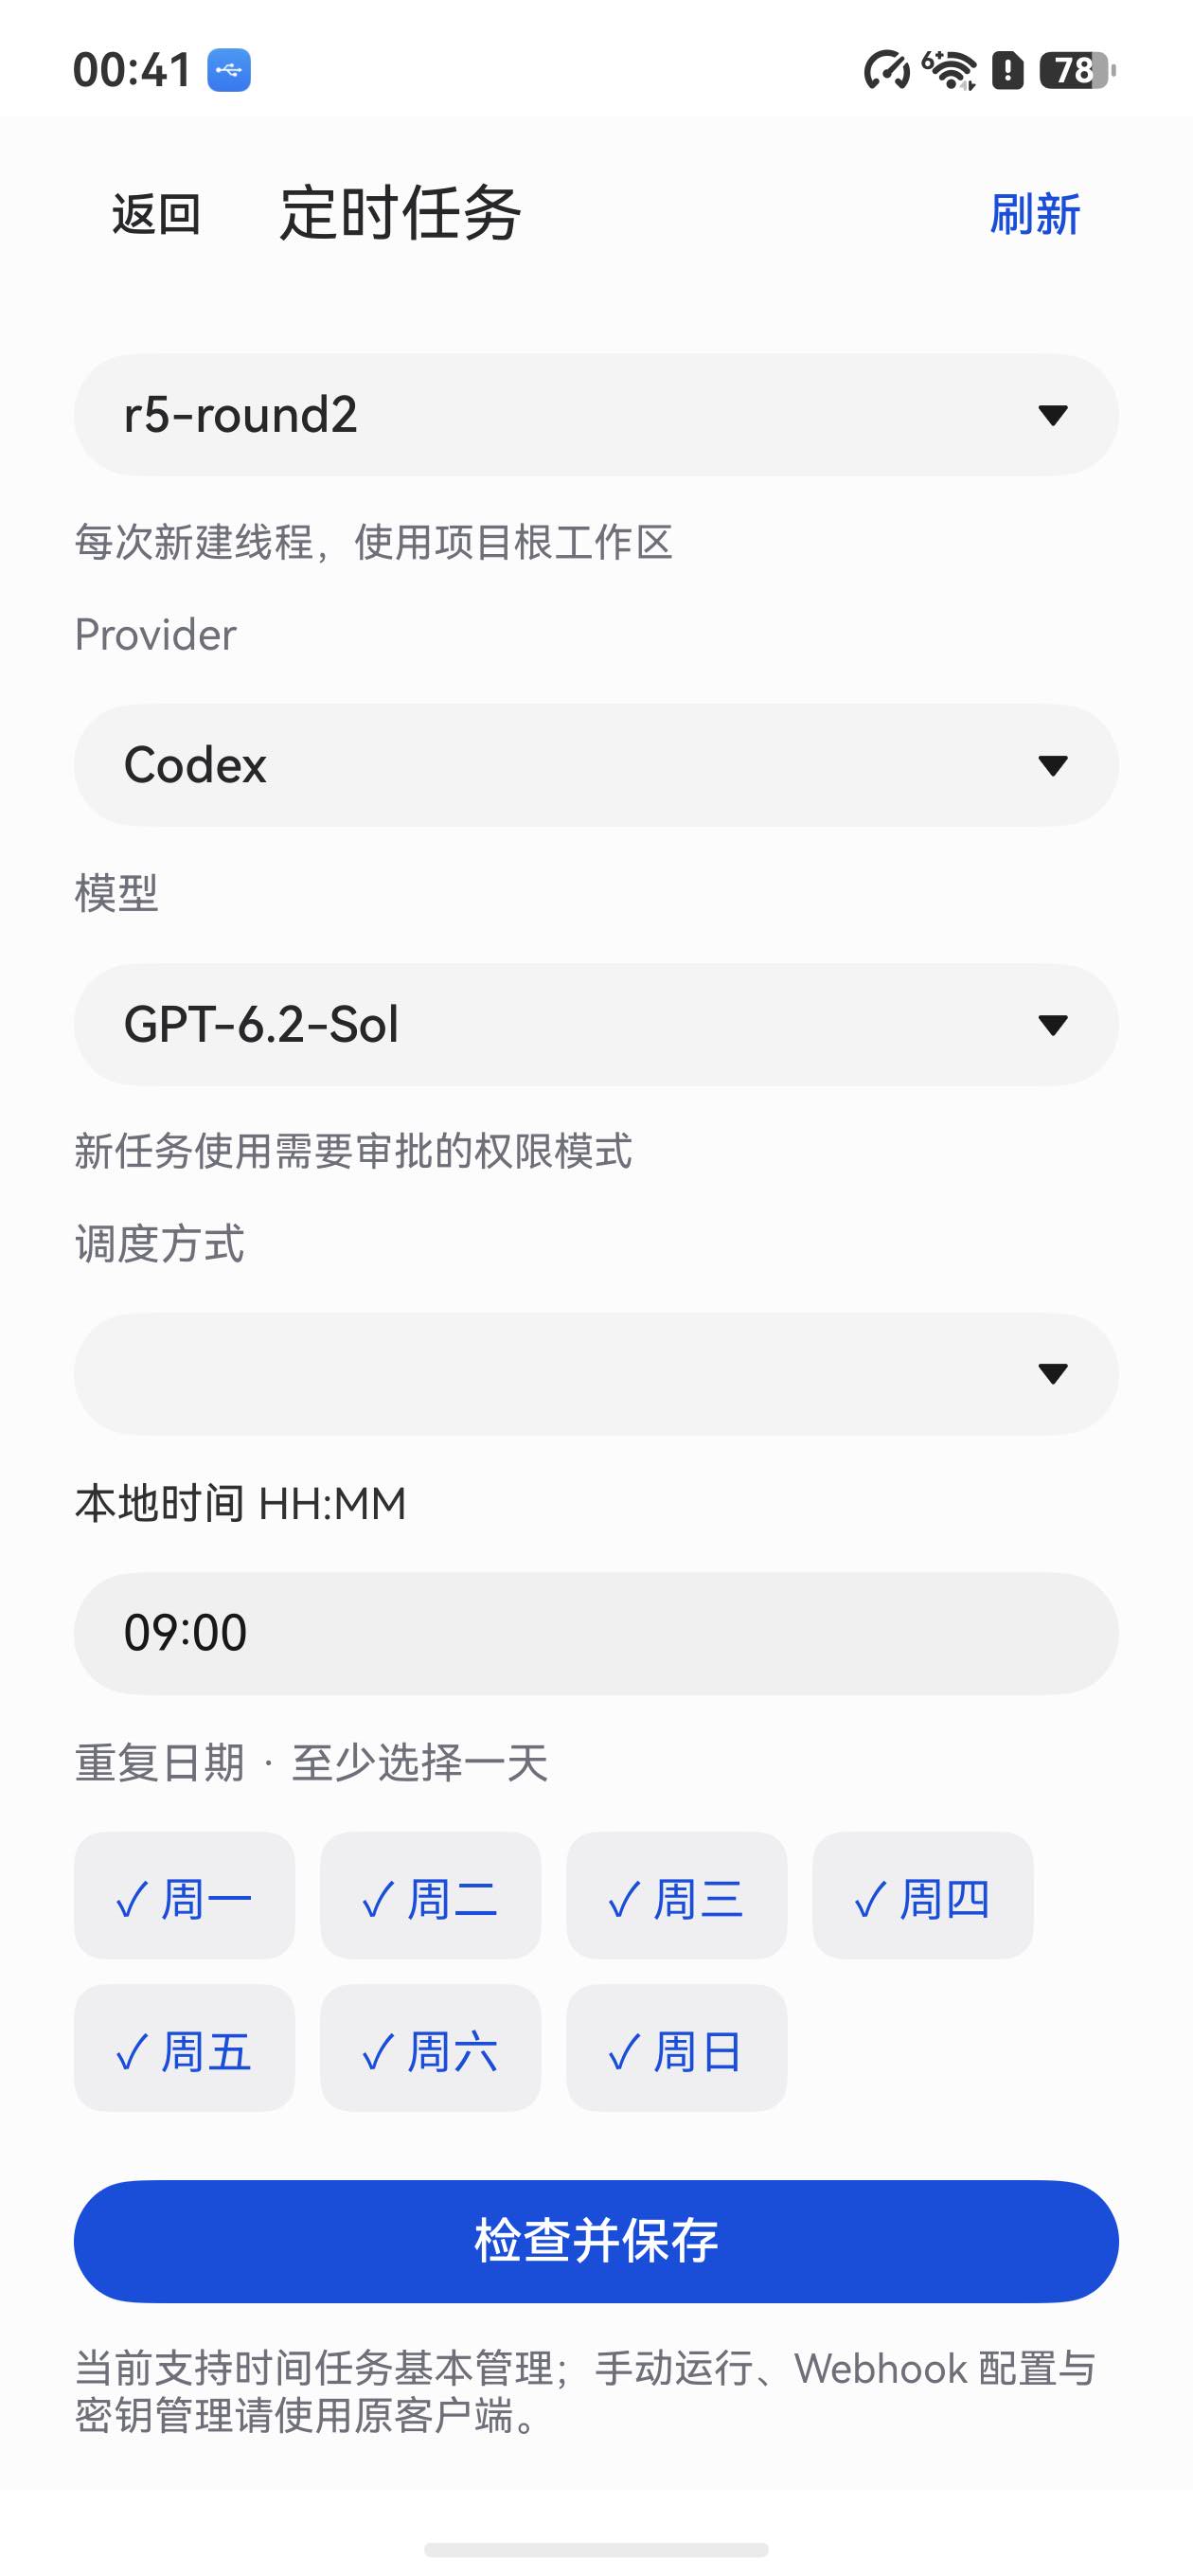 00:41
78
返回 定时任务 刷新
r5-round2
每次新建线程，使用项目根工作区
Provider
Codex
模型
GPT-6.2-Sol
新任务使用需要审批的权限模式
调度方式
本地时间 HH:MM
09:00
重复日期 · 至少选择一天
✓ 周一 ✓ 周二 ✓ 周三 ✓ 周四
✓ 周五 ✓ 周六 ✓ 周日
检查并保存
当前支持时间任务基本管理；手动运行、Webhook 配置与
密钥管理请使用原客户端。